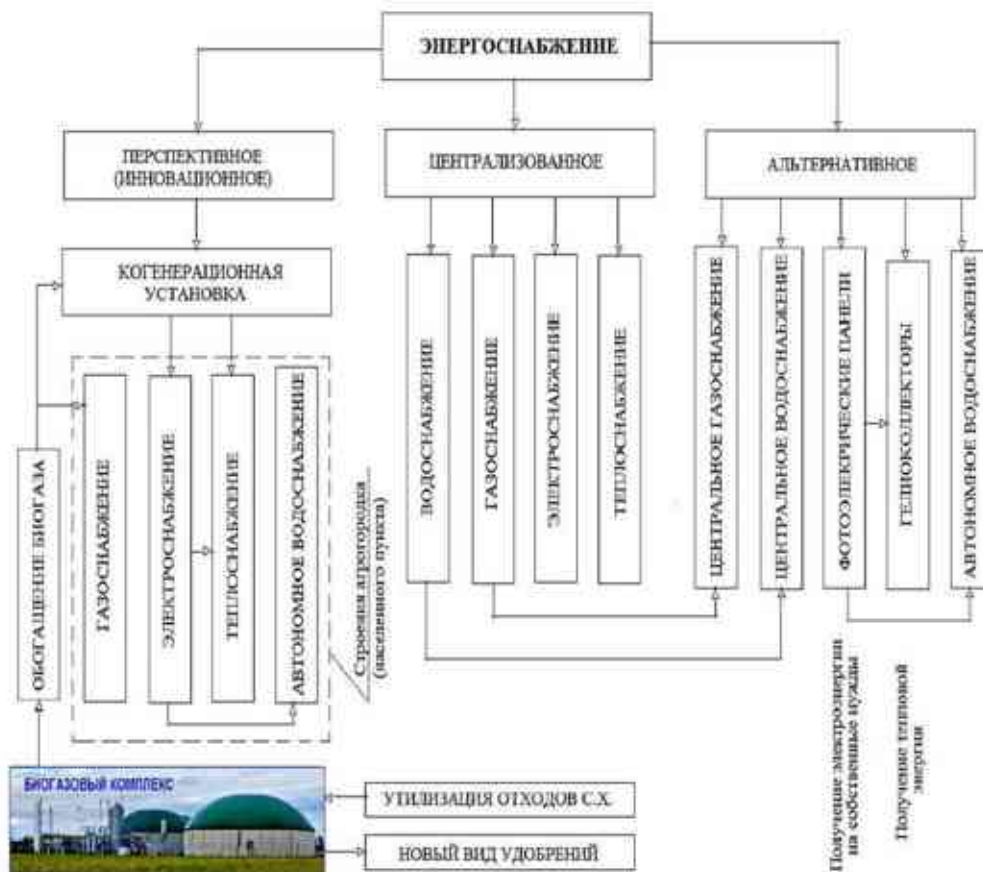 ЭНЕРГОСНАБЖЕНИЕ
ПЕРСПЕКТИВНОЕ
(ИННОВАЦИОННОЕ)
ЦЕНТРАЛИЗОВАННОЕ
АЛЬТЕРНАТИВНОЕ
КОГЕНЕРАЦИОННАЯ
УСТАНОВКА
ОБОГАЩЕНИЕ БИОГАЗА
ГАЗОСНАБЖЕНИЕ
ЭЛЕКТРОСНАБЖЕНИЕ
ТЕПЛОСНАБЖЕНИЕ
АВТОНОМНОЕ ВОДОСНАБЖЕНИЕ
Строения агрогородка
(населенного пункта)
ВОДОСНАБЖЕНИЕ
ГАЗОСНАБЖЕНИЕ
ЭЛЕКТРОСНАБЖЕНИЕ
ТЕПЛОСНАБЖЕНИЕ
ЦЕНТРАЛЬНОЕ ГАЗОСНАБЖЕНИЕ
ЦЕНТРАЛЬНОЕ ВОДОСНАБЖЕНИЕ
ФОТОЭЛЕКТРИЧЕСКИЕ ПАНЕЛИ
ГЕЛИОКОЛЛЕКТОРЫ
АВТОНОМНОЕ ВОДОСНАБЖЕНИЕ
Получение электроэнергии
на собственные нужды
Получение тепловой
энергии
БИОГАЗОВЫЙ КОМПЛЕКС
УТИЛИЗАЦИЯ ОТХОДОВ С.Х.
НОВЫЙ ВИД УДОБРЕНИЙ